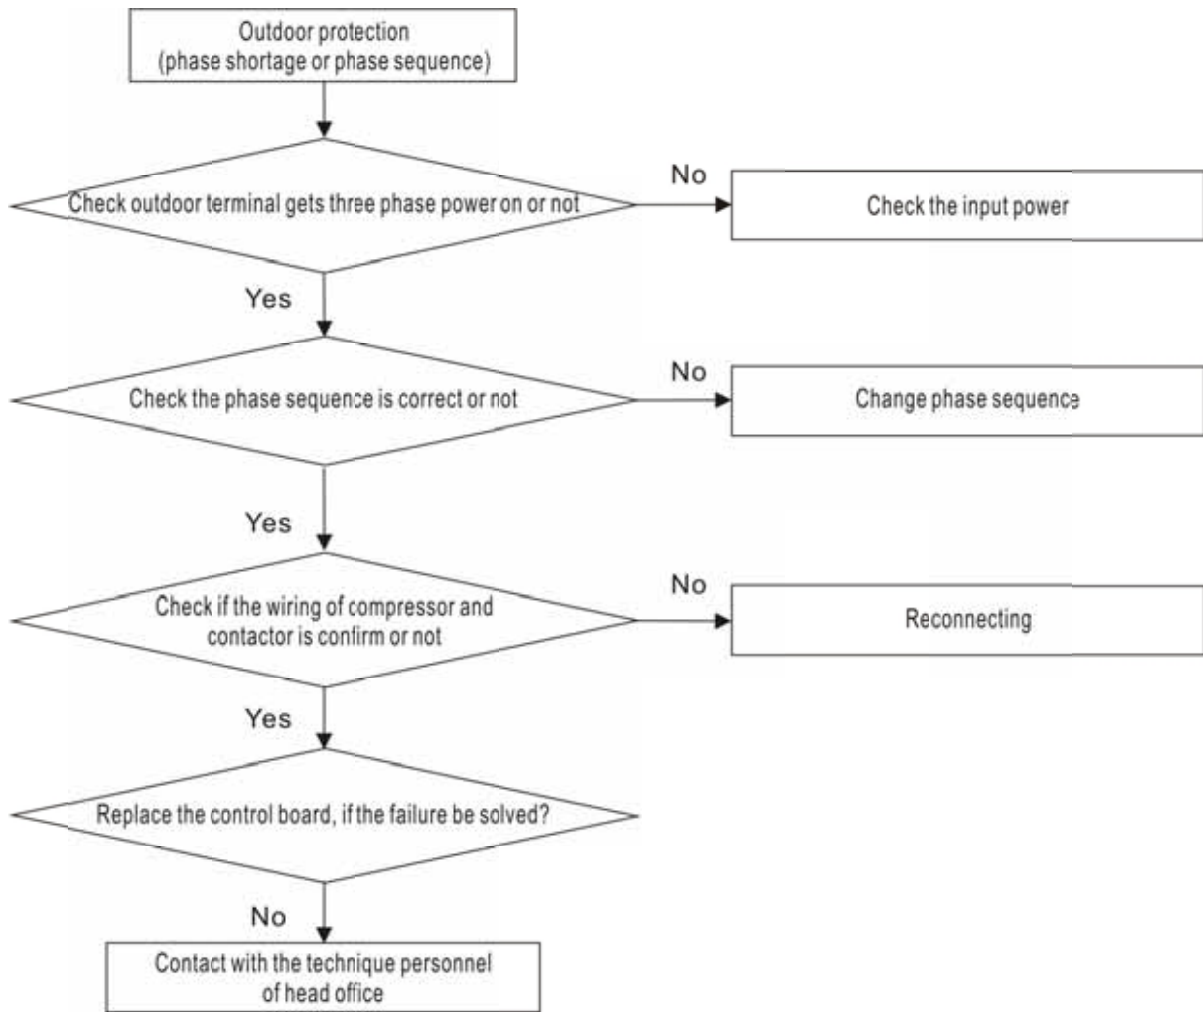 Outdoor protection
(phase shortage or phase sequence)
Check outdoor terminal gets three phase power on or not
No
Check the input power
Yes
Check the phase sequence is correct or not
No
Change phase sequence
Yes
Check if the wiring of compressor and
contactor is confirm or not
No
Reconnecting
Yes
Replace the control board, if the failure be solved?
No
Contact with the technique personnel
of head office